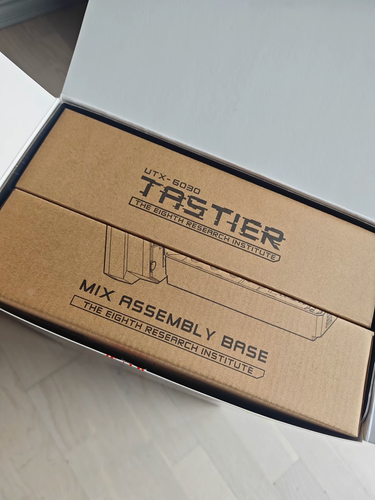 UTX-6030
TASTIER
THE EIGHTH RESEARCH INSTITUTE
MIX ASSEMBLY BASE
THE EIGHTH RESEARCH INSTITUTE